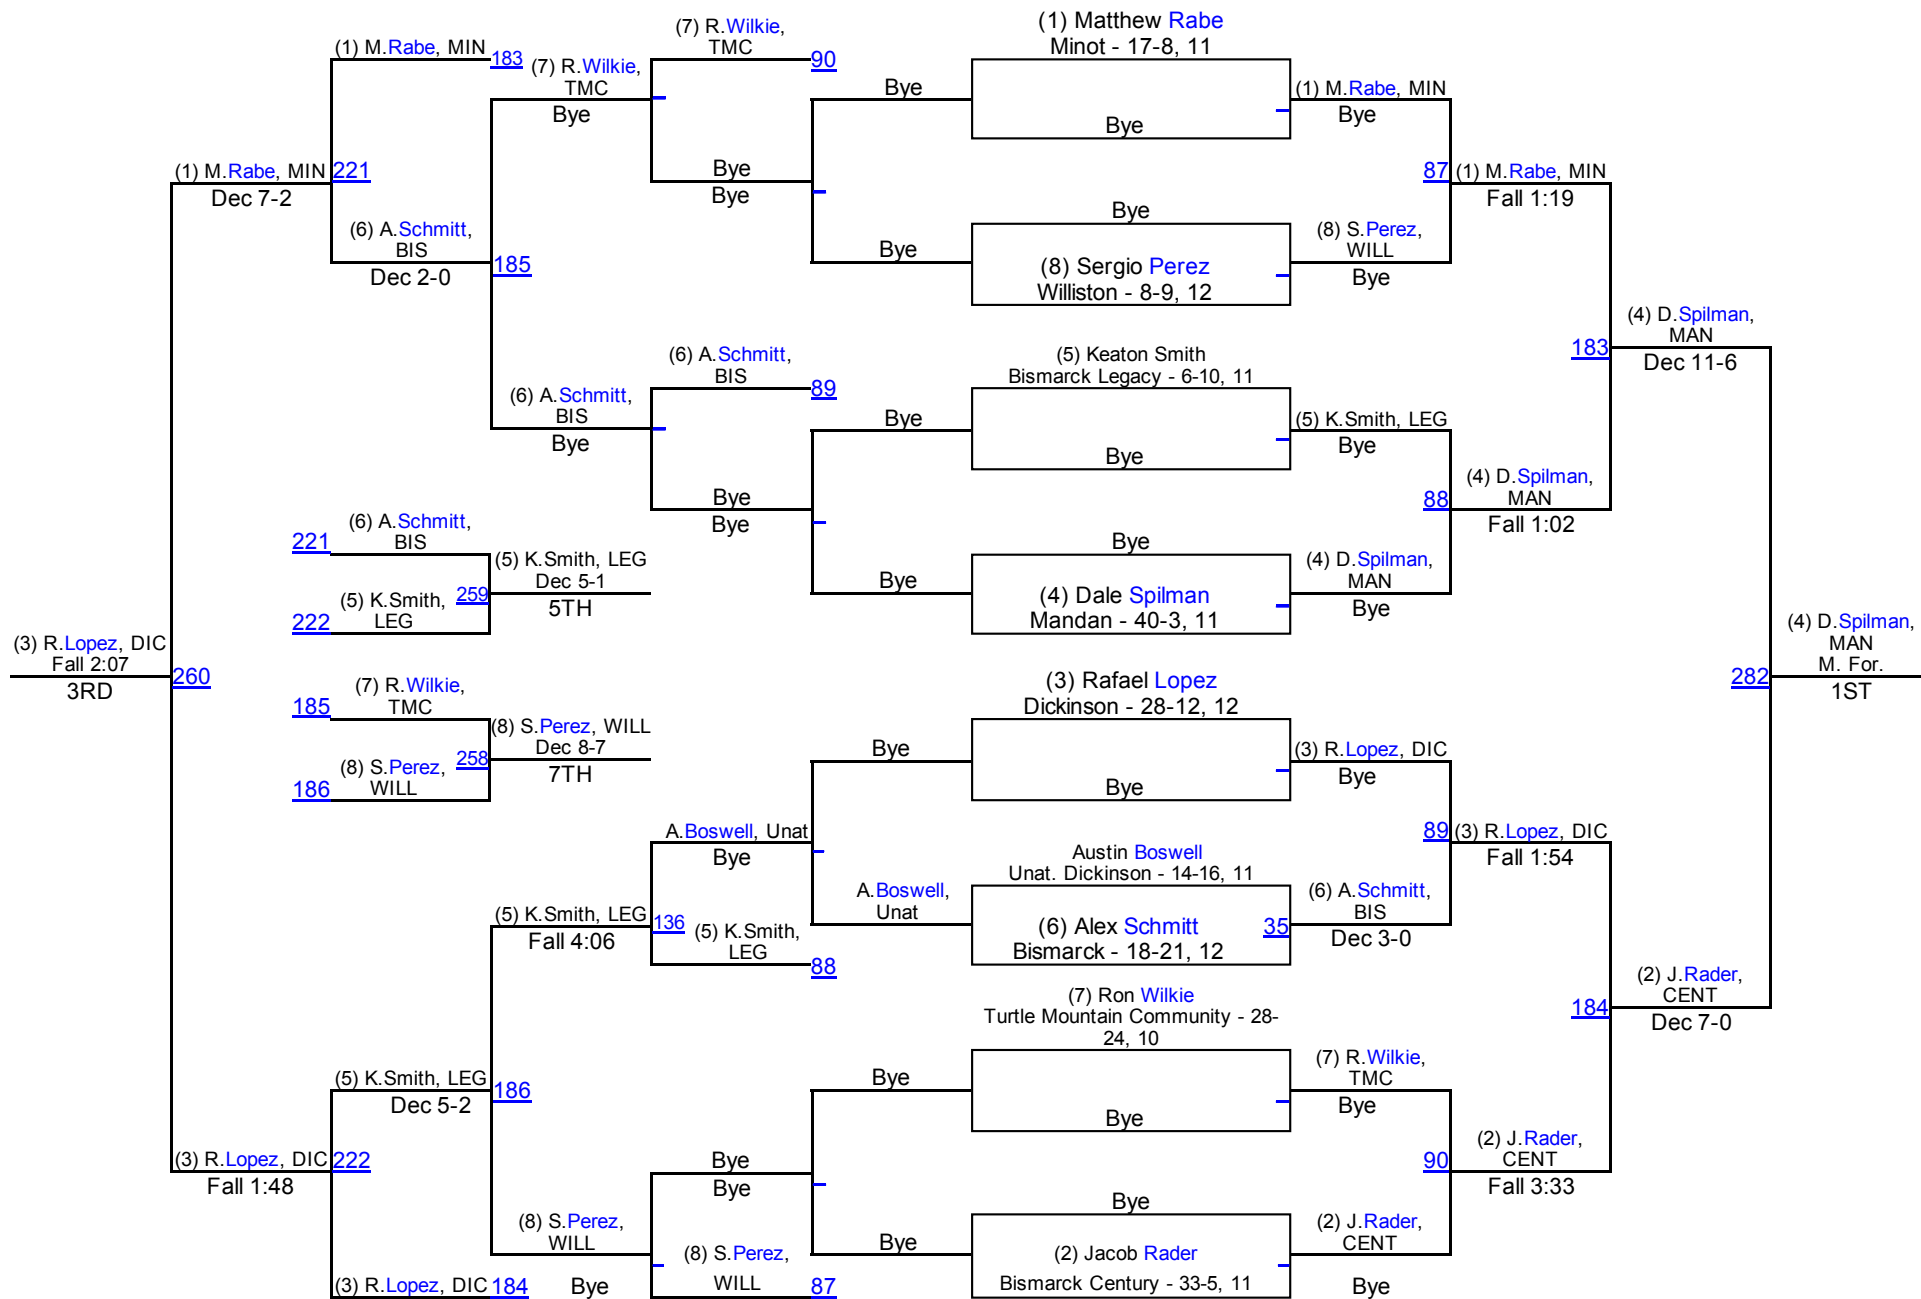 (1) M.Rabe, MIN
183
(1) M.Rabe, MIN
221
Dec 7-2
(6) A.Schmitt,
BIS
185
Dec 2-0
(7) R.Wilkie,
TMC
Bye
(7) R.Wilkie,
TMC
90
Bye
Bye
(6) A.Schmitt,
BIS
Bye
(6) A.Schmitt,
BIS
89
Bye
Bye
221
(6) A.Schmitt,
BIS
222
(5) K.Smith,
LEG
259
(5) K.Smith, LEG
Dec 5-1
5TH
(3) R.Lopez, DIC
Fall 2:07
260
3RD
185
(7) R.Wilkie,
TMC
186
(8) S.Perez,
WILL
258
(8) S.Perez, WILL
Dec 8-7
7TH
A.Boswell, Unat
Bye
(5) K.Smith, LEG
136
Fall 4:06
(5) K.Smith,
LEG
88
(5) K.Smith, LEG
186
Dec 5-2
(3) R.Lopez, DIC
222
Fall 1:48
Bye
Bye
(8) S.Perez,
WILL
Bye
(8) S.Perez,
WILL
87
(3) R.Lopez, DIC
184
Bye
Bye
Bye
Bye
Bye
A.Boswell,
Unat
Bye
Bye
(1) Matthew Rabe
Minot - 17-8, 11
Bye
Bye
(8) Sergio Perez
Williston - 8-9, 12
(5) Keaton Smith
Bismarck Legacy - 6-10, 11
Bye
Bye
(4) Dale Spilman
Mandan - 40-3, 11
(3) Rafael Lopez
Dickinson - 28-12, 12
Bye
Austin Boswell
Unat. Dickinson - 14-16, 11
(6) Alex Schmitt
35
Bismarck - 18-21, 12
(7) Ron Wilkie
Turtle Mountain Community - 28-
24, 10
Bye
Bye
(2) Jacob Rader
Bismarck Century - 33-5, 11
(1) M.Rabe, MIN
Bye
87
(8) S.Perez,
WILL
Bye
(5) K.Smith, LEG
Bye
88
(4) D.Spilman,
MAN
Bye
(3) R.Lopez, DIC
Bye
89
(6) A.Schmitt,
BIS
Dec 3-0
(7) R.Wilkie,
TMC
Bye
90
(2) J.Rader,
CENT
Bye
(1) M.Rabe, MIN
Fall 1:19
183
(4) D.Spilman,
MAN
Fall 1:02
(3) R.Lopez, DIC
Fall 1:54
184
(2) J.Rader,
CENT
Fall 3:33
(4) D.Spilman,
MAN
Dec 11-6
(2) J.Rader,
CENT
Dec 7-0
282
(4) D.Spilman,
MAN
M. For.
1ST